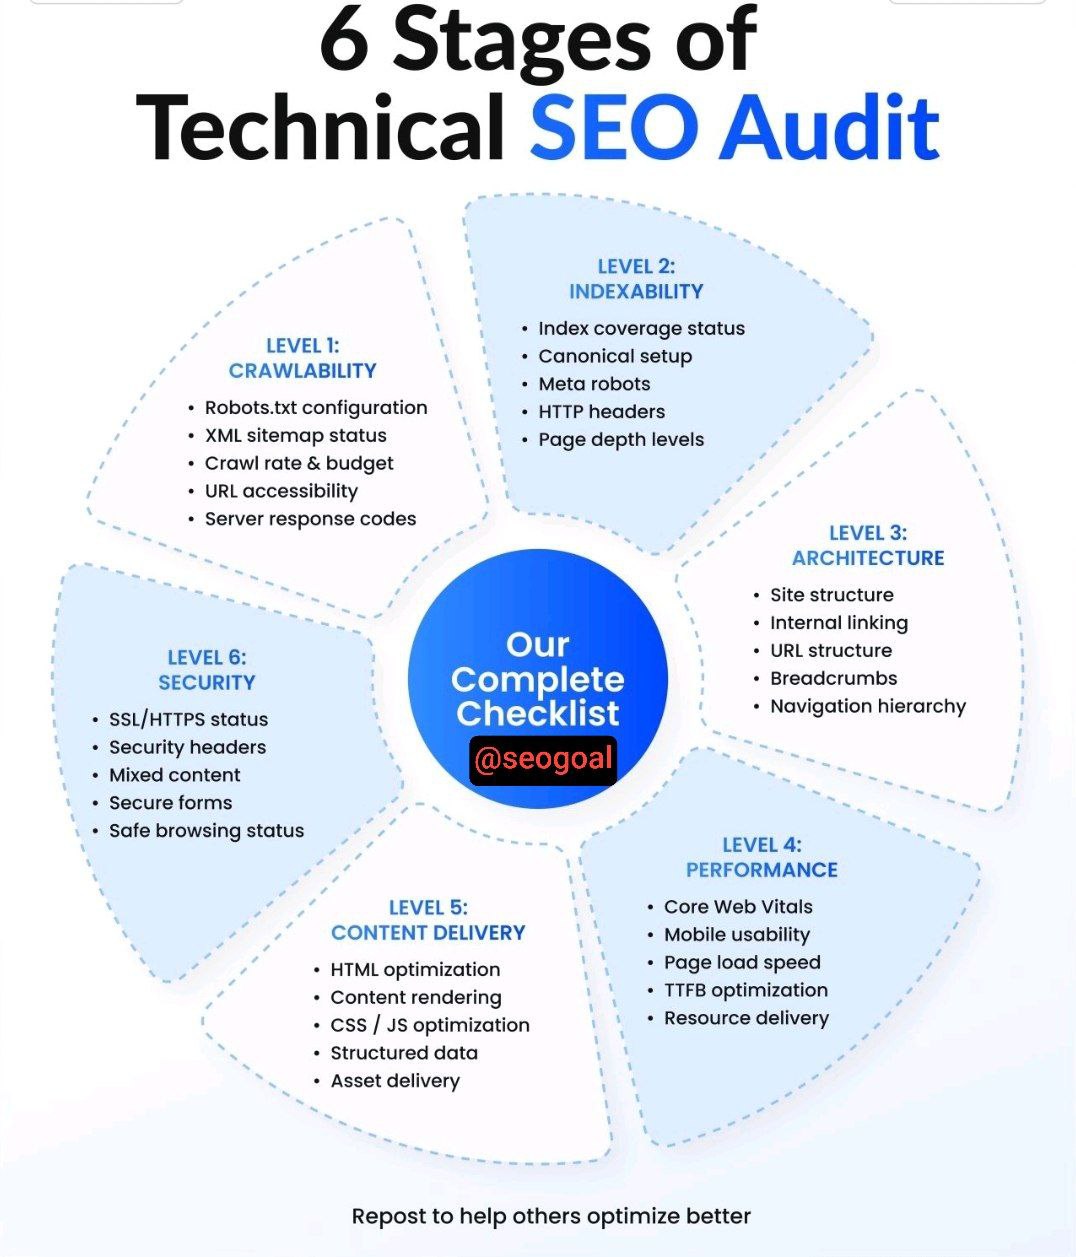 6 Stages of
Technical SEO Audit
LEVEL 1:
CRAWLABILITY
• Robots.txt configuration
• XML sitemap status
• Crawl rate & budget
• URL accessibility
• Server response codes
LEVEL 2:
INDEXABILITY
• Index coverage status
• Canonical setup
• Meta robots
• HTTP headers
• Page depth levels
LEVEL 3:
ARCHITECTURE
• Site structure
• Internal linking
• URL structure
• Breadcrumbs
• Navigation hierarchy
LEVEL 4:
PERFORMANCE
• Core Web Vitals
• Mobile usability
• Page load speed
• TTFB optimization
• Resource delivery
LEVEL 5:
CONTENT DELIVERY
• HTML optimization
• Content rendering
• CSS / JS optimization
• Structured data
• Asset delivery
LEVEL 6:
SECURITY
• SSL/HTTPS status
• Security headers
• Mixed content
• Secure forms
• Safe browsing status
Our
Complete
Checklist
@seogoal
Repost to help others optimize better